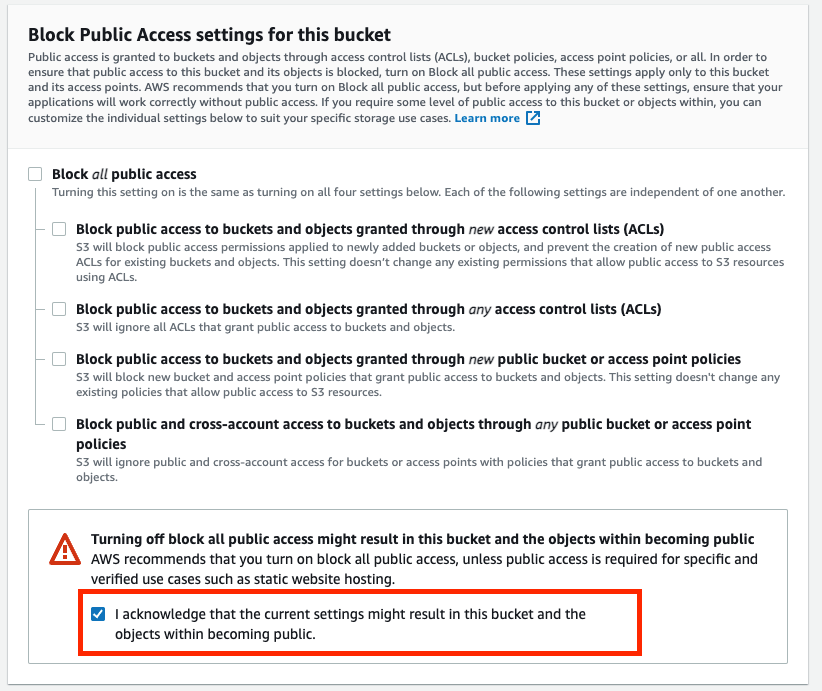 Block Public Access settings for this bucket
Public access is granted to buckets and objects through access control lists (ACLs), bucket policies, access point policies, or all. In order to
ensure that public access to this bucket and its objects is blocked, turn on Block all public access. These settings apply only to this bucket
and its access points. AWS recommends that you turn on Block all public access, but before applying any of these settings, ensure that your
applications will work correctly without public access. If you require some level of public access to this bucket or objects within, you can
customize the individual settings below to suit your specific storage use cases. Learn more
Block all public access
Turning this setting on is the same as turning on all four settings below. Each of the following settings are independent of one another.
Block public access to buckets and objects granted through new access control lists (ACLs)
S3 will block public access permissions applied to newly added buckets or objects, and prevent the creation of new public access
ACLs for existing buckets and objects. This setting doesn't change any existing permissions that allow public access to S3 resources
using ACLs.
Block public access to buckets and objects granted through any access control lists (ACLs)
S3 will ignore all ACLs that grant public access to buckets and objects.
Block public access to buckets and objects granted through new public bucket or access point policies
S3 will block new bucket and access point policies that grant public access to buckets and objects. This setting doesn't change any
existing policies that allow public access to S3 resources.
Block public and cross-account access to buckets and objects through any public bucket or access point
policies
S3 will ignore public and cross-account access for buckets or access points with policies that grant public access to buckets and
objects.
Turning off block all public access might result in this bucket and the objects within becoming public
AWS recommends that you turn on block all public access, unless public access is required for specific and
verified use cases such as static website hosting.
I acknowledge that the current settings might result in this bucket and the
objects within becoming public.